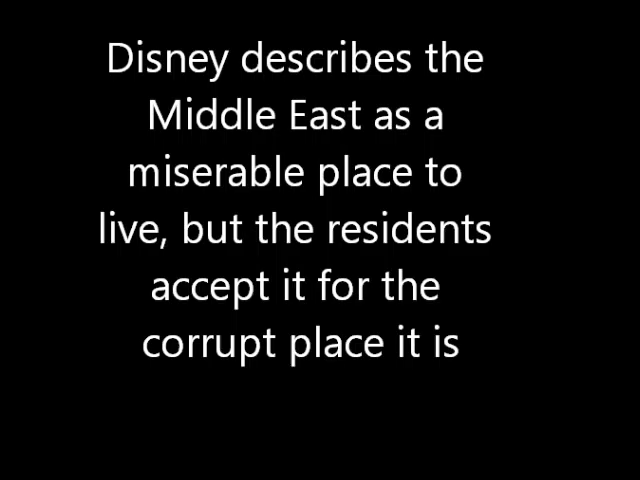 Disney describes the
Middle East as a
miserable place to
live, but the residents
accept it for the
corrupt place it is